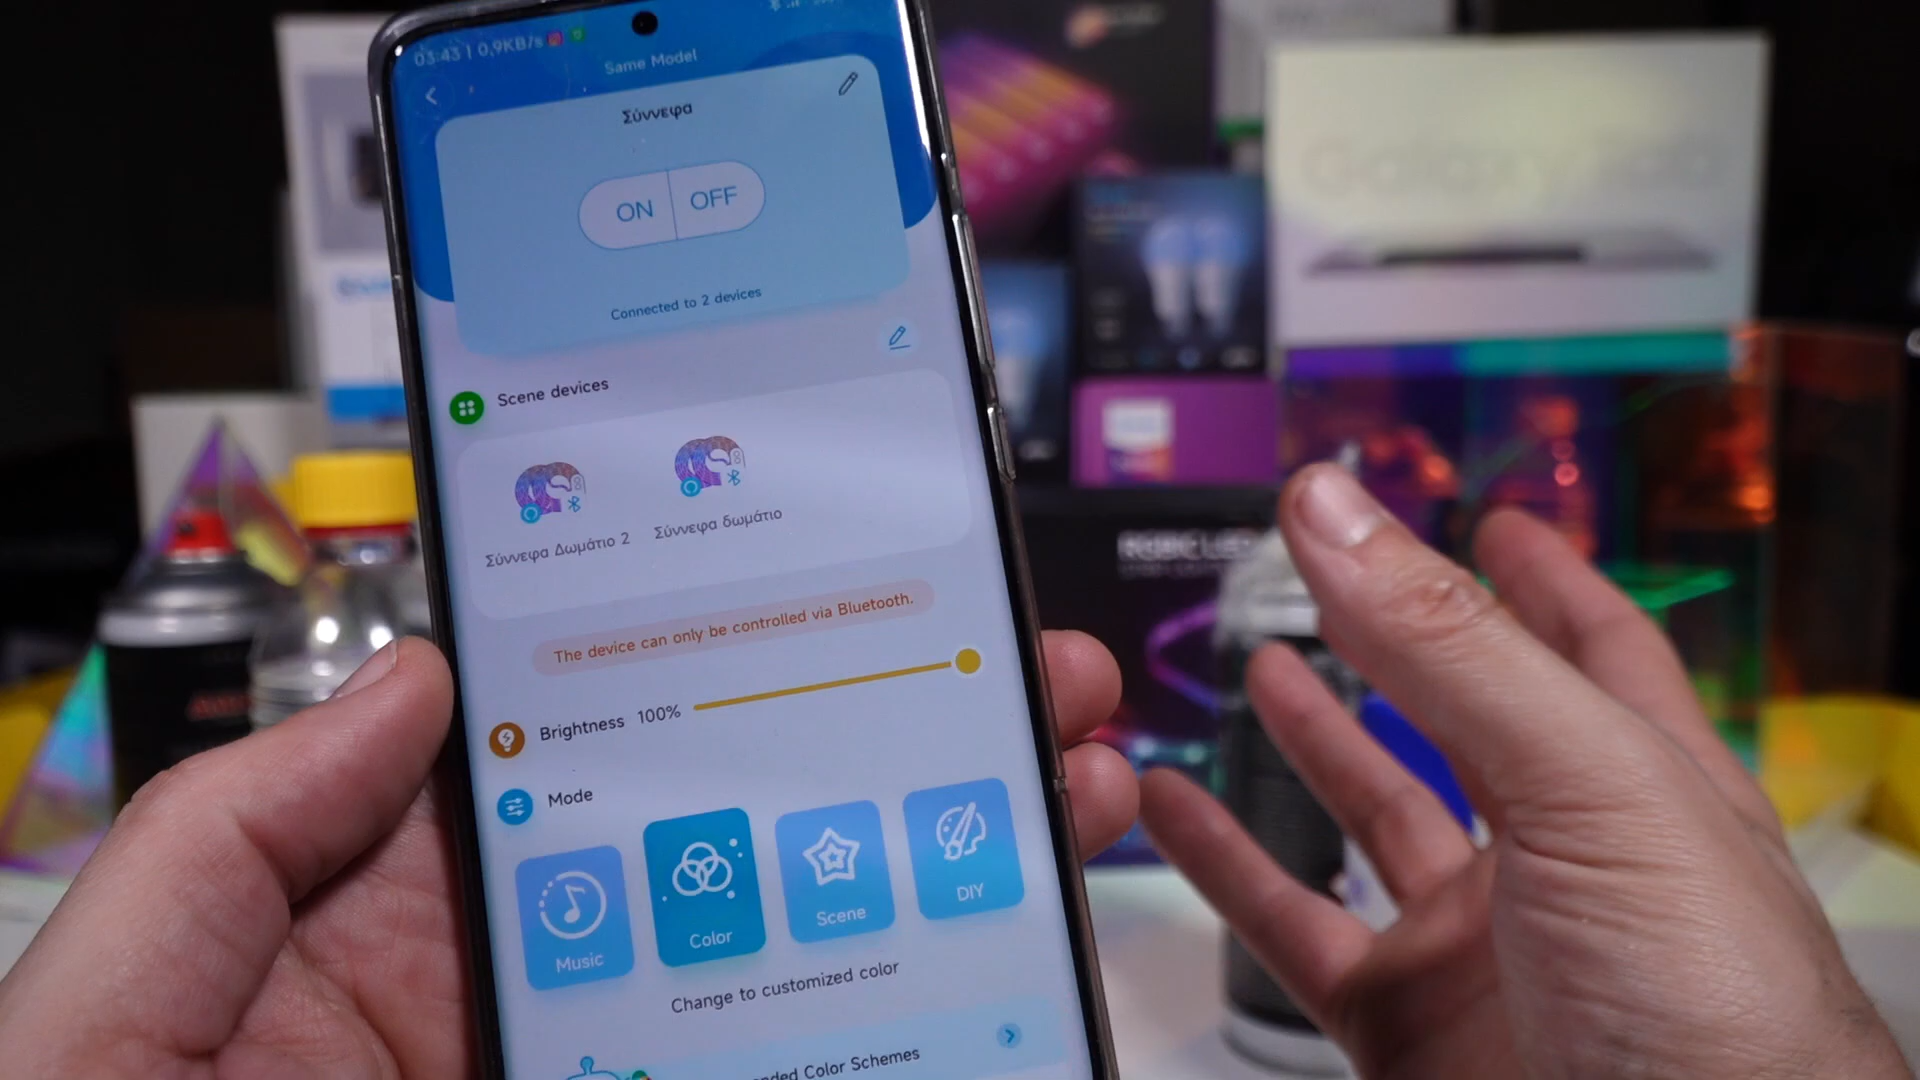 03:43 | 0,9KB/s
Same Model
Σύννεφα
ON OFF
Connected to 2 devices
Scene devices
Σύννεφα Δωμάτιο 2
Σύννεφα δωμάτιο
The device can only be controlled via Bluetooth.
Brightness 100%
Mode
Music
Color
Scene
DIY
Change to customized color
Color Schemes